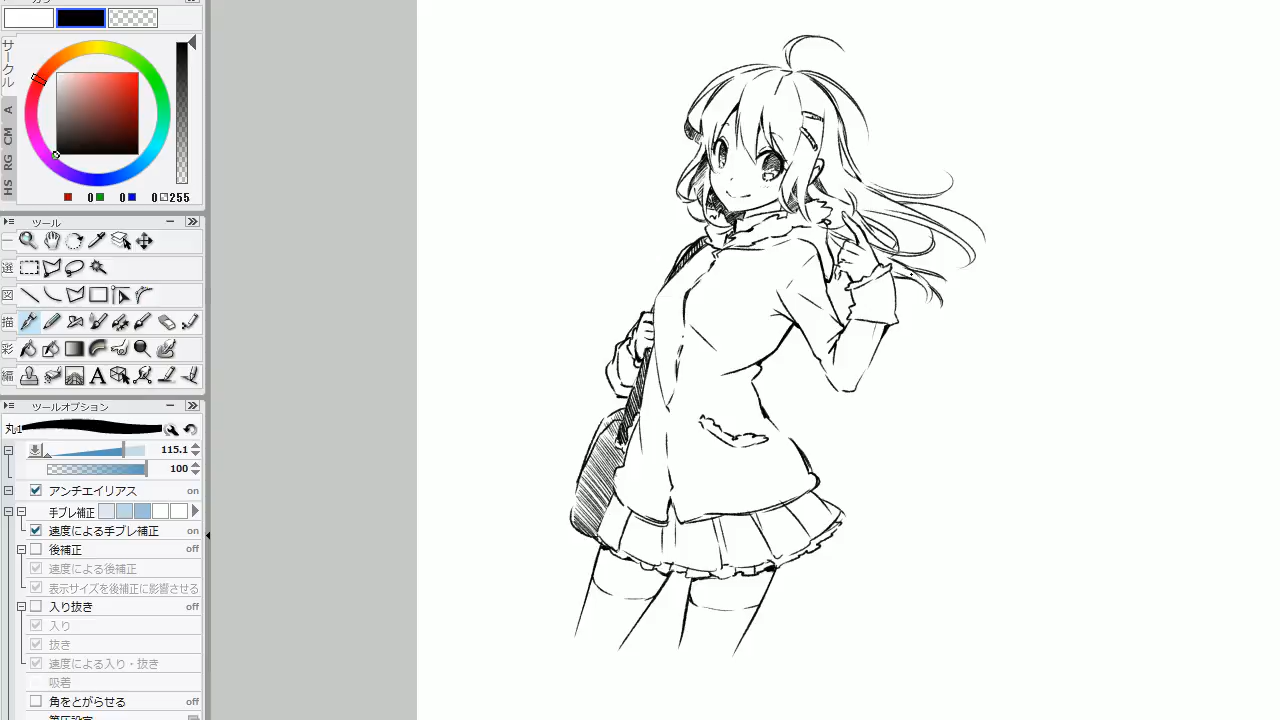 カラー
サークル
A
CM
RG
HS
0 0 0 255
ツール
選
図
描
彩
編
A
ツールオプション
丸1
115.1
100
アンチエイリアス on
手ブレ補正
速度による手ブレ補正 on
後補正 off
速度による後補正
表示サイズを後補正に影響させる
入り抜き off
入り
抜き
速度による入り・抜き
吸着
角をとがらせる off
筆圧設定